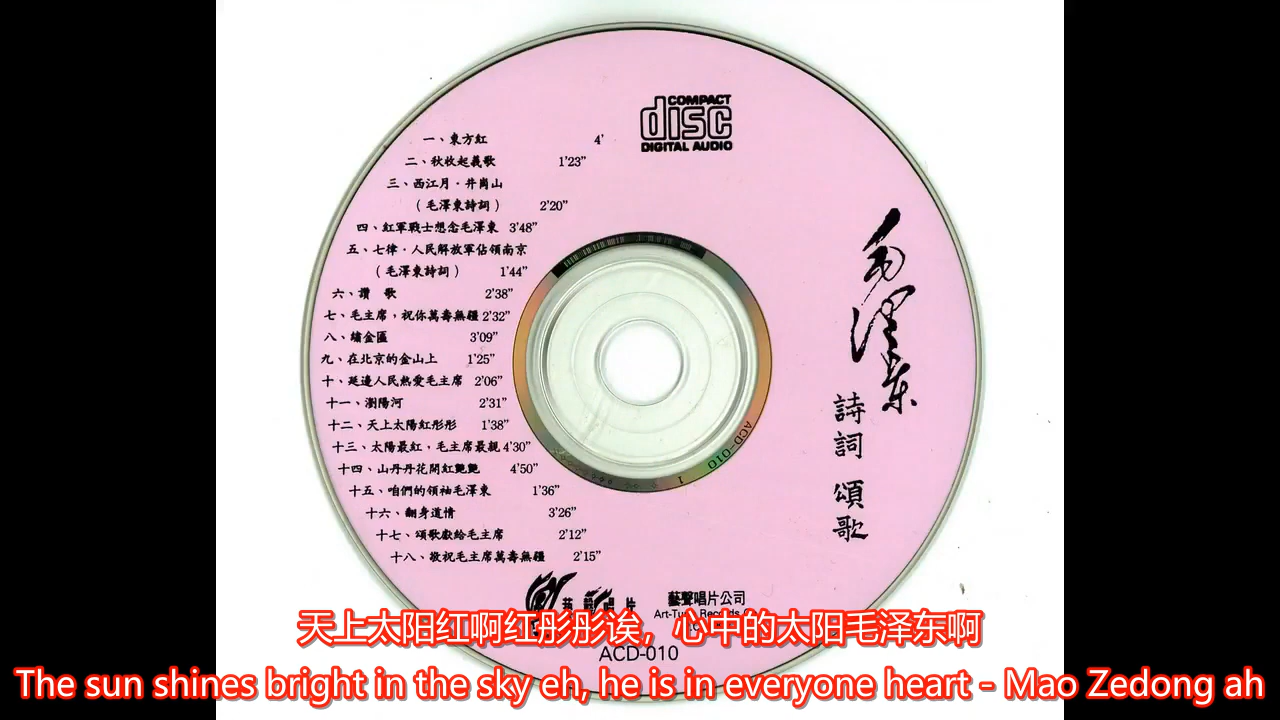 COMPACT
disc
DIGITAL AUDIO
一、東方紅 4’
二、秋收起義歌 1’23”
三、西江月·井崗山
（毛澤東詩詞） 2’20”
四、紅軍戰士想念毛澤東 3’48”
五、七律·人民解放軍佔領南京
（毛澤東詩詞） 1’44”
六、讚 歌 2’38”
七、毛主席，祝你萬壽無疆 2’32”
八、繡金匾 3’09”
九、在北京的金山上 1’25”
十、延邊人民熱愛毛主席 2’06”
十一、瀏陽河 2’31”
十二、天上太陽紅彤彤 1’38”
十三、太陽最紅，毛主席最親 4’30”
十四、山丹丹花開紅艷艷 4’50”
十五、咱們的領袖毛澤東 1’36”
十六、翻身道情 3’26”
十七、頌歌獻給毛主席 2’12”
十八、敬祝毛主席萬壽無疆 2’15”
毛澤東
詩詞 頌歌
ACD-010 1
唱片
藝聲唱片公司
Records
天上太阳红啊红彤彤诶，心中的太阳毛泽东啊
ACD-010
The sun shines bright in the sky eh, he is in everyone heart - Mao Zedong ah